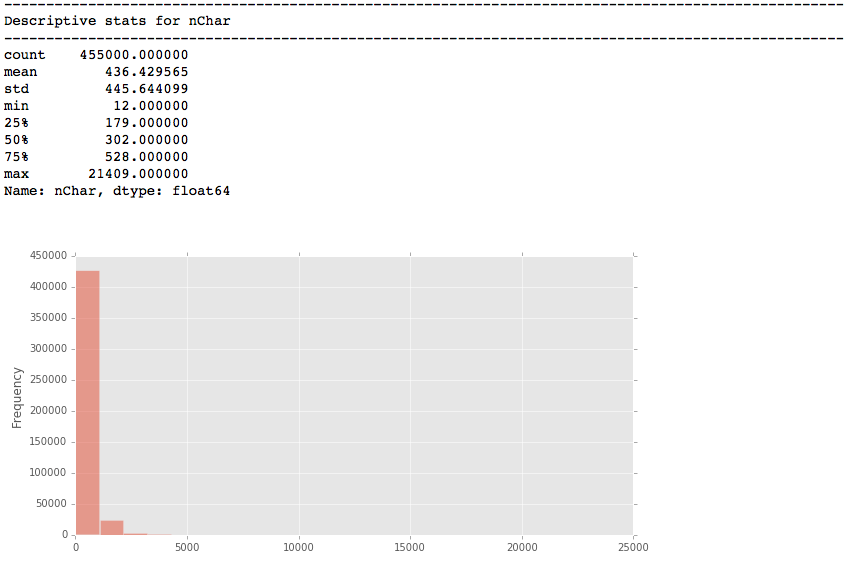 --------------------------------------------------------------------------------------------------
Descriptive stats for nChar
--------------------------------------------------------------------------------------------------
count    455000.000000
mean        436.429565
std         445.644099
min          12.000000
25%         179.000000
50%         302.000000
75%         528.000000
max       21409.000000
Name: nChar, dtype: float64
450000
400000
350000
300000
250000
200000
150000
100000
50000
0
Frequency
0 5000 10000 15000 20000 25000